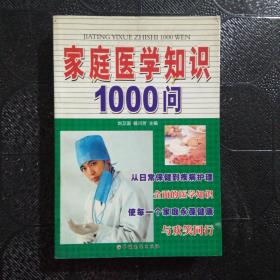 JIATING YIXUE ZHISHI 1000 WEN
家庭医学知识
1000问
主编
从日常保健到疾病护理
全面的医学知识
使每一个家庭永葆健康
与欢笑同行